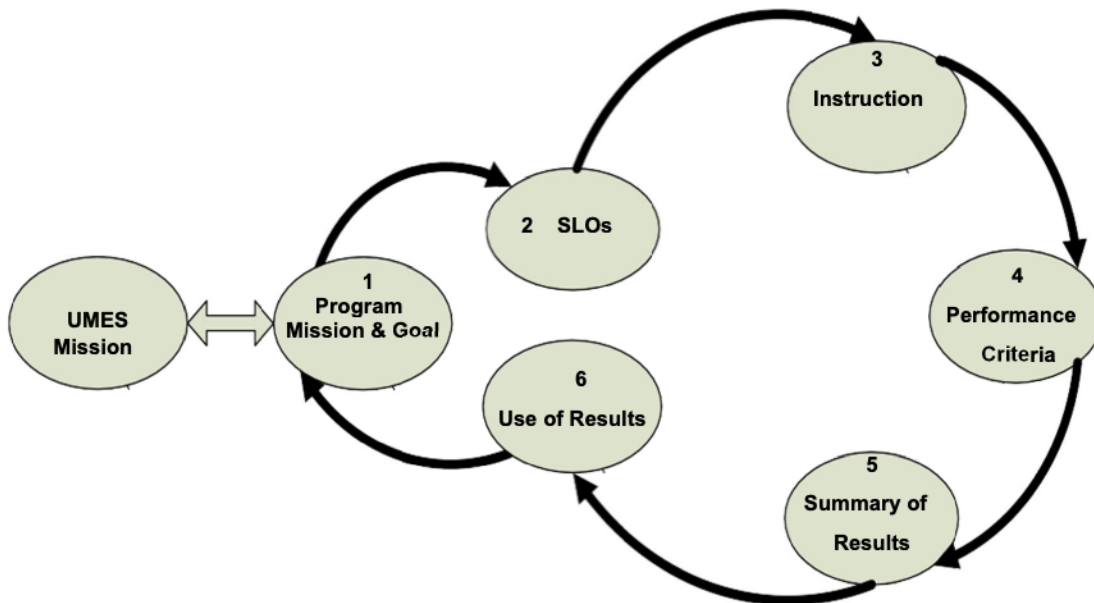 UMES
Mission
1
Program
Mission & Goal
2 SLOs
3
Instruction
4
Performance
Criteria
5
Summary of
Results
6
Use of Results